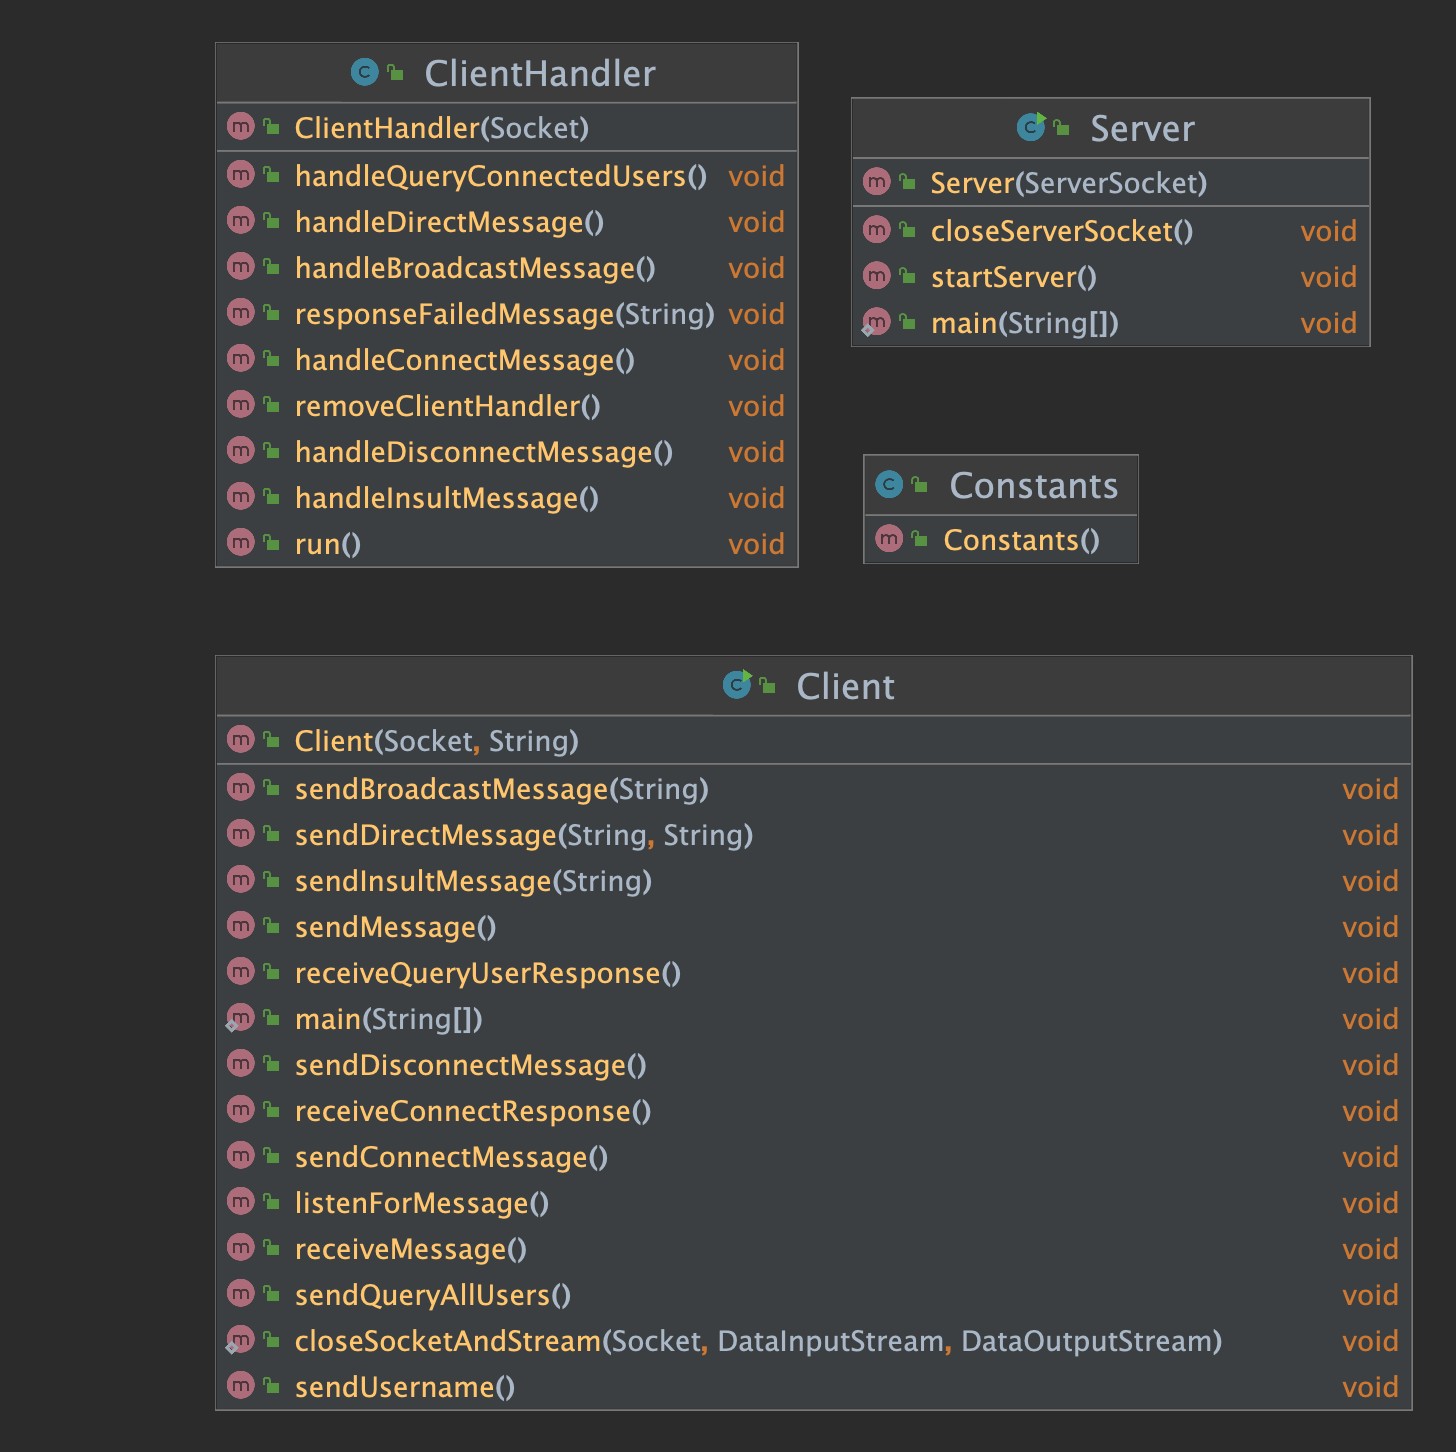 ClientHandler
ClientHandler(Socket)
handleQueryConnectedUsers() void
handleDirectMessage() void
handleBroadcastMessage() void
responseFailedMessage(String) void
handleConnectMessage() void
removeClientHandler() void
handleDisconnectMessage() void
handleInsultMessage() void
run() void
Server
Server(ServerSocket)
closeServerSocket() void
startServer() void
main(String[]) void
Constants
Constants()
Client
Client(Socket, String)
sendBroadcastMessage(String) void
sendDirectMessage(String, String) void
sendInsultMessage(String) void
sendMessage() void
receiveQueryUserResponse() void
main(String[]) void
sendDisconnectMessage() void
receiveConnectResponse() void
sendConnectMessage() void
listenForMessage() void
receiveMessage() void
sendQueryAllUsers() void
closeSocketAndStream(Socket, DataInputStream, DataOutputStream) void
sendUsername() void